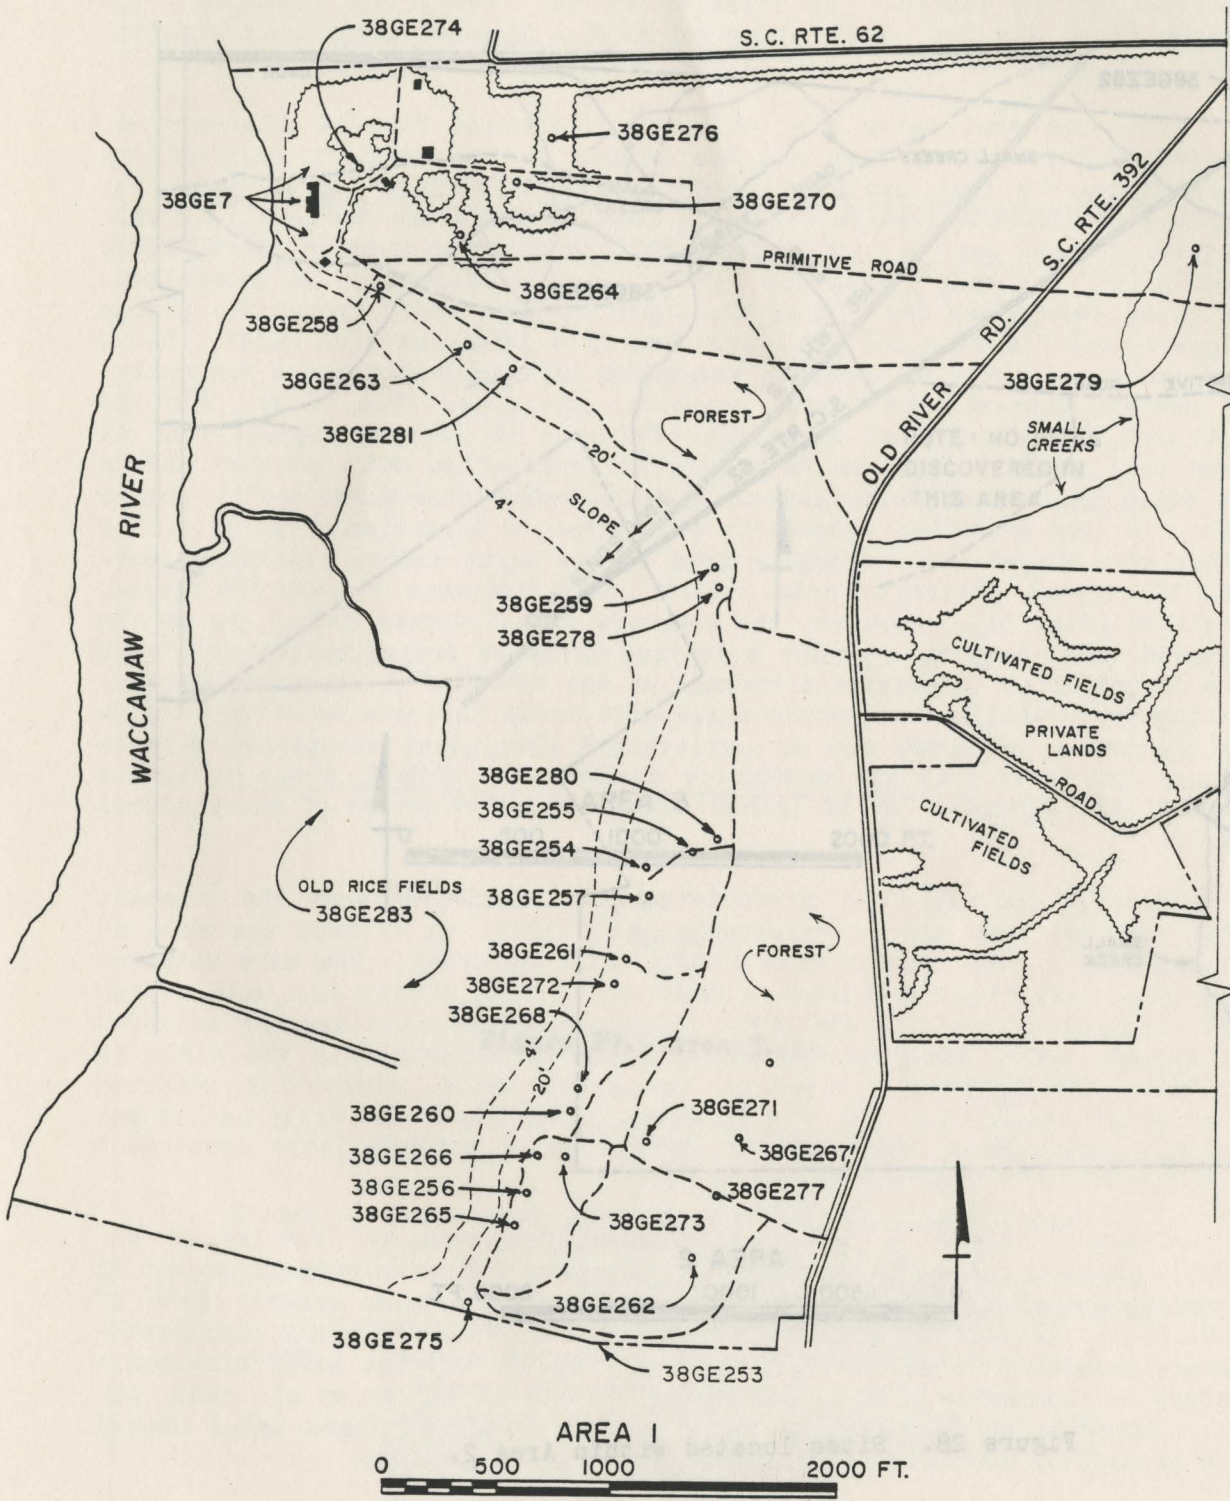 38GE274
S.C. RTE. 62
38GE276
38GE7
38GE270
S.C. RTE. 392
PRIMITIVE ROAD
38GE264
38GE258
OLD RIVER RD.
38GE263
38GE279
FOREST
38GE281
SMALL
CREEKS
20'
4'
SLOPE
WACCAMAW RIVER
38GE259
38GE278
CULTIVATED FIELDS
PRIVATE
LANDS
ROAD
38GE280
38GE255
38GE254
38GE257
CULTIVATED
FIELDS
OLD RICE FIELDS
38GE283
38GE261
FOREST
38GE272
38GE268
4'
20'
38GE260
38GE271
38GE266
38GE267
38GE256
38GE277
38GE265
38GE273
38GE262
38GE275
38GE253
AREA 1
0 500 1000 2000 FT.